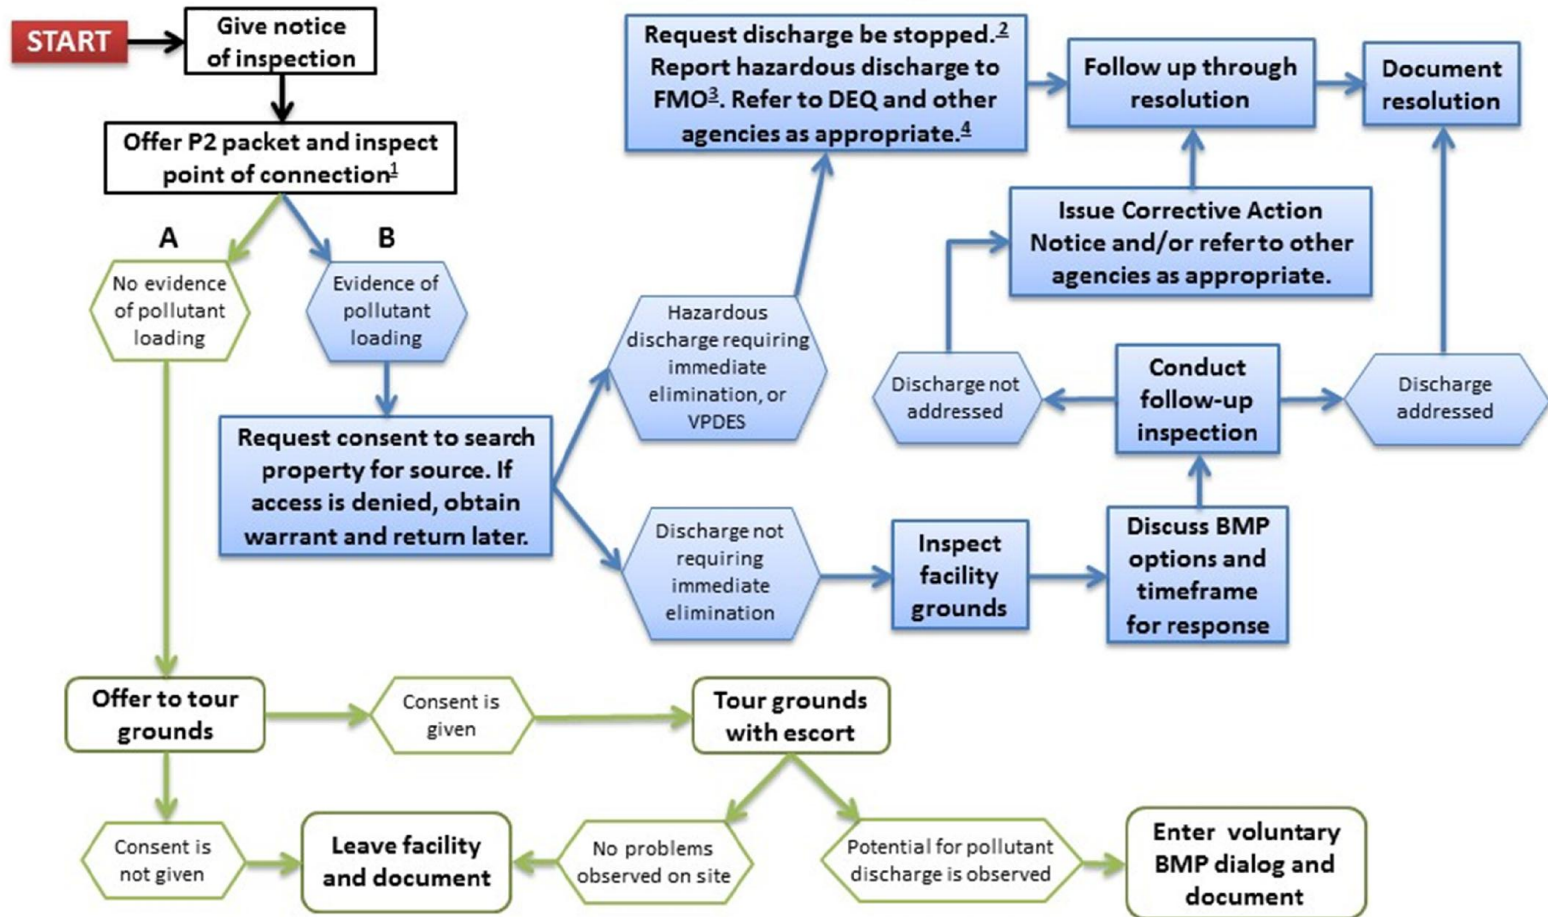 START
Give notice
of inspection
Offer P2 packet and inspect
point of connection1
A
B
No evidence
of pollutant
loading
Evidence of
pollutant
loading
Request consent to search
property for source. If
access is denied, obtain
warrant and return later.
Hazardous
discharge requiring
immediate
elimination, or
VPDES
Request discharge be stopped.2
Report hazardous discharge to
FMO3. Refer to DEQ and other
agencies as appropriate.4
Follow up through
resolution
Document
resolution
Issue Corrective Action
Notice and/or refer to other
agencies as appropriate.
Discharge not
addressed
Conduct
follow-up
inspection
Discharge
addressed
Discharge not
requiring
immediate
elimination
Inspect
facility
grounds
Discuss BMP
options and
timeframe
for response
Offer to tour
grounds
Consent is
given
Tour grounds
with escort
Consent is
not given
Leave facility
and document
No problems
observed on site
Potential for pollutant
discharge is observed
Enter voluntary
BMP dialog and
document